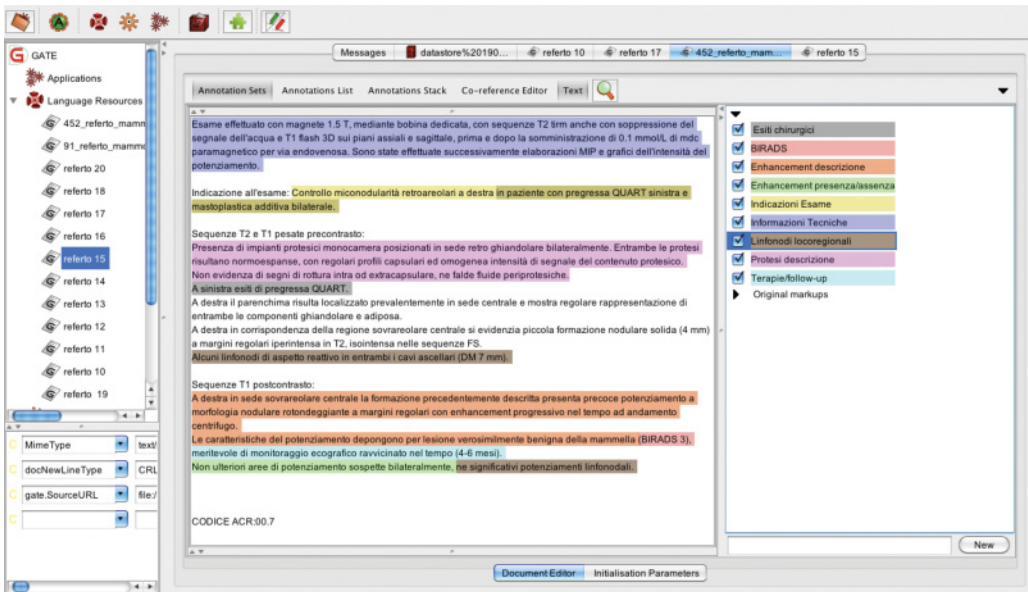 Messages
datastore%20190...
referto 10
referto 17
452_referto_mam...
referto 15
GATE
Applications
Language Resources
452_referto_mamm
91_referto_mamm
referto 20
referto 18
referto 17
referto 16
referto 15
referto 14
referto 13
referto 12
referto 11
referto 10
referto 19
C MimeType text/
C docNewLineType CRL
C gate.SourceURL file:/
C
Annotation Sets Annotations List Annotations Stack Co-reference Editor Text
Esame effettuato con magnete 1.5 T, mediante bobina dedicata, con sequenze T2 tirm anche con soppressione del
segnale dell'acqua e T1 flash 3D sui piani assiali e sagittale, prima e dopo la somministrazione di 0.1 mmol/L di mdc
paramagnetico per via endovenosa. Sono state effettuate successivamente elaborazioni MIP e grafici dell'intensità del
potenziamento.
Indicazione all'esame: Controllo miconodularità retroareolari a destra in paziente con pregressa QUART sinistra e
mastoplastica additiva bilaterale.
Sequenze T2 e T1 pesate precontrasto:
Presenza di impianti protesici monocamera posizionati in sede retro ghiandolare bilateralmente. Entrambe le protesi
risultano normoespanse, con regolari profili capsulari ed omogenea intensità di segnale del contenuto protesico.
Non evidenza di segni di rottura intra od extracapsulare, ne falde fluide periprotesiche.
A sinistra esiti di pregressa QUART.
A destra il parenchima risulta localizzato prevalentemente in sede centrale e mostra regolare rappresentazione di
entrambe le componenti ghiandolare e adiposa.
A destra in corrispondenza della regione sovrareolare centrale si evidenzia piccola formazione nodulare solida (4 mm)
a margini regolari iperintensa in T2, isointensa nelle sequenze FS.
Alcuni linfonodi di aspetto reattivo in entrambi i cavi ascellari (DM 7 mm).
Sequenze T1 postcontrasto:
A destra in sede sovrareolare centrale la formazione precedentemente descritta presenta precoce potenziamento a
morfologia nodulare rotondeggiante a margini regolari con enhancement progressivo nel tempo ad andamento
centrifugo.
Le caratteristiche del potenziamento depongono per lesione verosimilmente benigna della mammella (BIRADS 3),
meritevole di monitoraggio ecografico ravvicinato nel tempo (4-6 mesi).
Non ulteriori aree di potenziamento sospette bilateralmente, ne significativi potenziamenti linfonodali.
CODICE ACR:00.7
Esiti chirurgici
BIRADS
Enhancement descrizione
Enhancement presenza/assenza
Indicazioni Esame
Informazioni Tecniche
Linfonodi locoregionali
Protesi descrizione
Terapie/follow-up
Original markups
New
Document Editor Initialisation Parameters